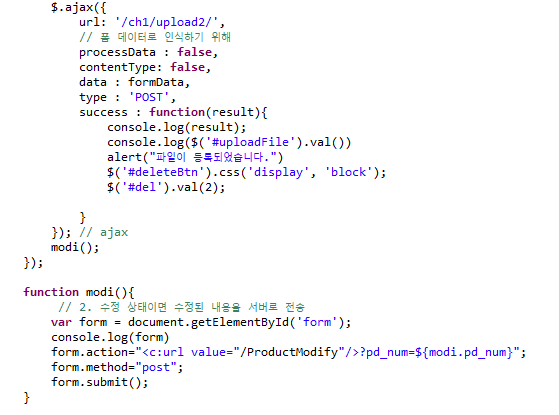 $.ajax({
url: '/ch1/upload2/',
// 폼 데이터로 인식하기 위해
processData : false,
contentType: false,
data : formData,
type : 'POST',
success : function(result){
console.log(result);
console.log($('#uploadFile').val())
alert("파일이 등록되었습니다.")
$('#deleteBtn').css('display', 'block');
$('#del').val(2);
}
}); // ajax
modi();
});
function modi(){
// 2. 수정 상태이면 수정된 내용을 서버로 전송
var form = document.getElementById('form');
console.log(form)
form.action="<c:url value="/ProductModify"/>?pd_num=${modi.pd_num}";
form.method="post";
form.submit();
}